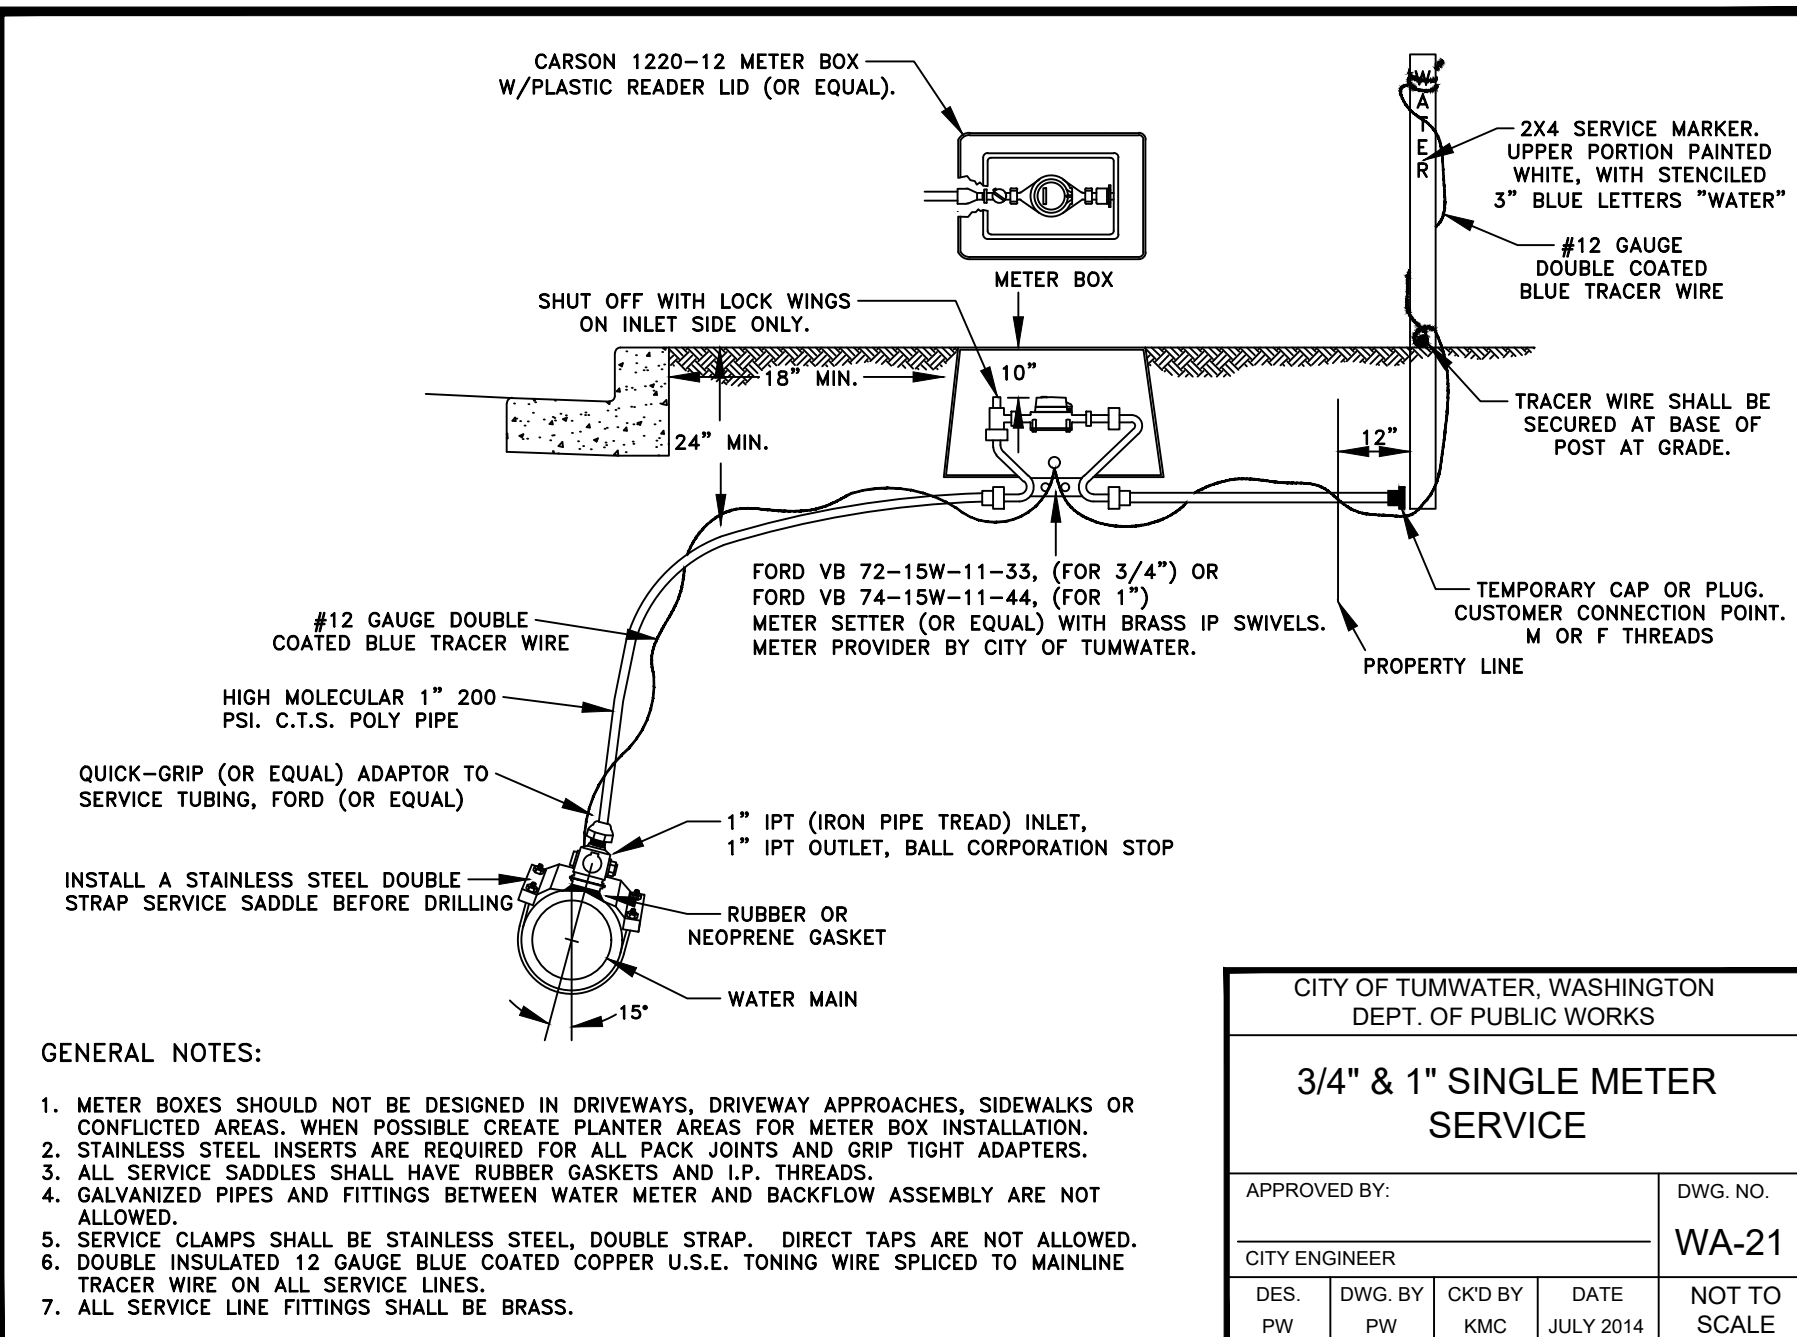 CARSON 1220-12 METER BOX
W/PLASTIC READER LID (OR EQUAL).
WATER
2X4 SERVICE MARKER.
UPPER PORTION PAINTED
WHITE, WITH STENCILED
3" BLUE LETTERS "WATER"
#12 GAUGE
DOUBLE COATED
BLUE TRACER WIRE
METER BOX
SHUT OFF WITH LOCK WINGS
ON INLET SIDE ONLY.
18" MIN.
10"
24" MIN.
12"
TRACER WIRE SHALL BE
SECURED AT BASE OF
POST AT GRADE.
FORD VB 72-15W-11-33, (FOR 3/4") OR
FORD VB 74-15W-11-44, (FOR 1")
METER SETTER (OR EQUAL) WITH BRASS IP SWIVELS.
METER PROVIDER BY CITY OF TUMWATER.
TEMPORARY CAP OR PLUG.
CUSTOMER CONNECTION POINT.
M OR F THREADS
PROPERTY LINE
#12 GAUGE DOUBLE
COATED BLUE TRACER WIRE
HIGH MOLECULAR 1" 200
PSI. C.T.S. POLY PIPE
QUICK-GRIP (OR EQUAL) ADAPTOR TO
SERVICE TUBING, FORD (OR EQUAL)
1" IPT (IRON PIPE TREAD) INLET,
1" IPT OUTLET, BALL CORPORATION STOP
INSTALL A STAINLESS STEEL DOUBLE
STRAP SERVICE SADDLE BEFORE DRILLING
RUBBER OR
NEOPRENE GASKET
WATER MAIN
15°
GENERAL NOTES:
1. METER BOXES SHOULD NOT BE DESIGNED IN DRIVEWAYS, DRIVEWAY APPROACHES, SIDEWALKS OR
CONFLICTED AREAS. WHEN POSSIBLE CREATE PLANTER AREAS FOR METER BOX INSTALLATION.
2. STAINLESS STEEL INSERTS ARE REQUIRED FOR ALL PACK JOINTS AND GRIP TIGHT ADAPTERS.
3. ALL SERVICE SADDLES SHALL HAVE RUBBER GASKETS AND I.P. THREADS.
4. GALVANIZED PIPES AND FITTINGS BETWEEN WATER METER AND BACKFLOW ASSEMBLY ARE NOT
ALLOWED.
5. SERVICE CLAMPS SHALL BE STAINLESS STEEL, DOUBLE STRAP. DIRECT TAPS ARE NOT ALLOWED.
6. DOUBLE INSULATED 12 GAUGE BLUE COATED COPPER U.S.E. TONING WIRE SPLICED TO MAINLINE
TRACER WIRE ON ALL SERVICE LINES.
7. ALL SERVICE LINE FITTINGS SHALL BE BRASS.
CITY OF TUMWATER, WASHINGTON
DEPT. OF PUBLIC WORKS
3/4" & 1" SINGLE METER
SERVICE
APPROVED BY:
CITY ENGINEER
DWG. NO.
WA-21
DES.
PW
DWG. BY
PW
CK'D BY
KMC
DATE
JULY 2014
NOT TO
SCALE